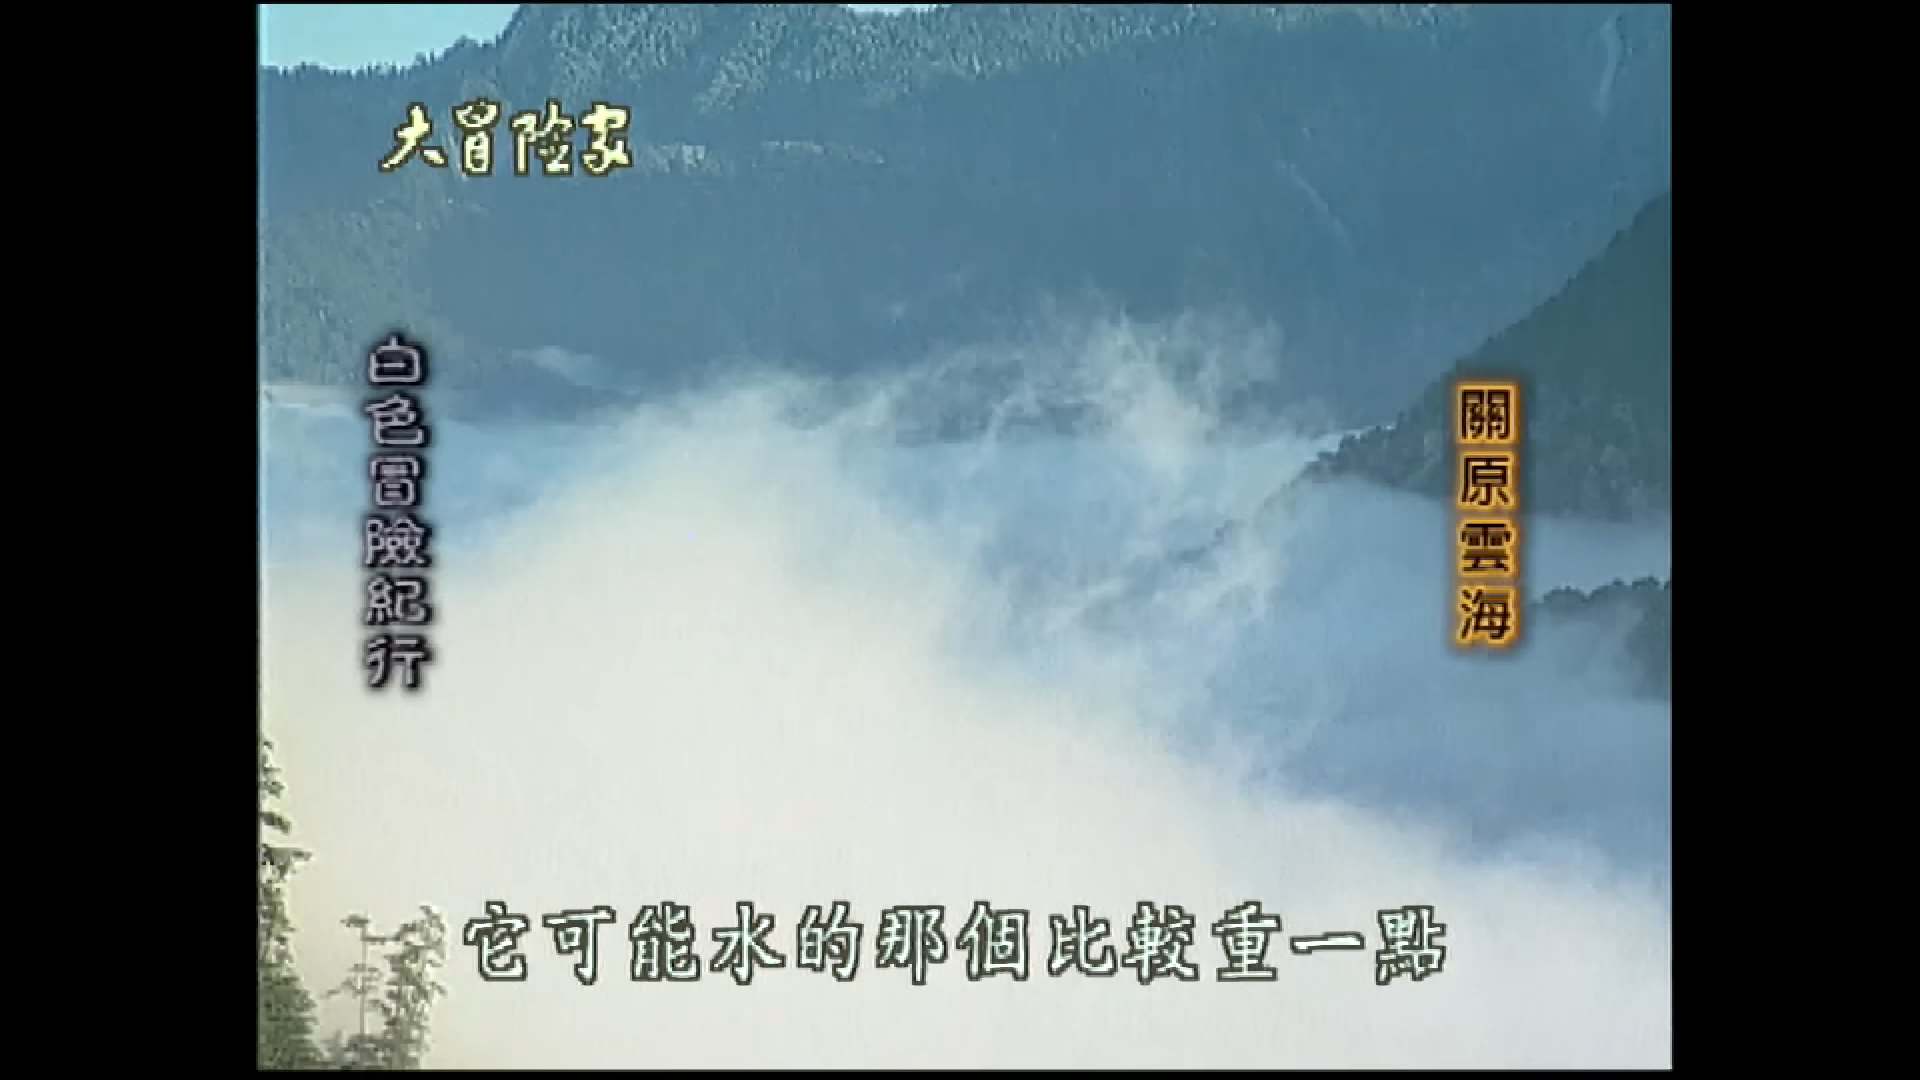 大冒險家
白色冒險紀行
關原雲海
它可能水的那個比較重一點